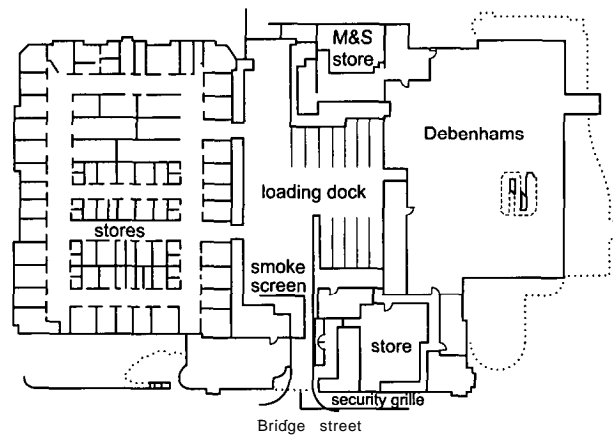 M&S
store
Debenhams
loading dock
stores
smoke
screen
store
security grille
Bridge street